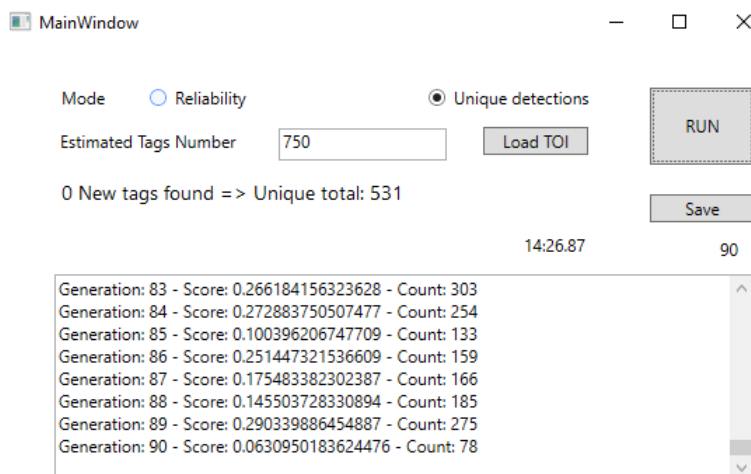 MainWindow
Mode Reliability Unique detections
RUN
Estimated Tags Number 750 Load TOI
0 New tags found => Unique total: 531
Save
14:26.87 90
Generation: 83 - Score: 0.266184156323628 - Count: 303
Generation: 84 - Score: 0.272883750507477 - Count: 254
Generation: 85 - Score: 0.100396206747709 - Count: 133
Generation: 86 - Score: 0.251447321536609 - Count: 159
Generation: 87 - Score: 0.175483382302387 - Count: 166
Generation: 88 - Score: 0.145503728330894 - Count: 185
Generation: 89 - Score: 0.290339886454887 - Count: 275
Generation: 90 - Score: 0.0630950183624476 - Count: 78